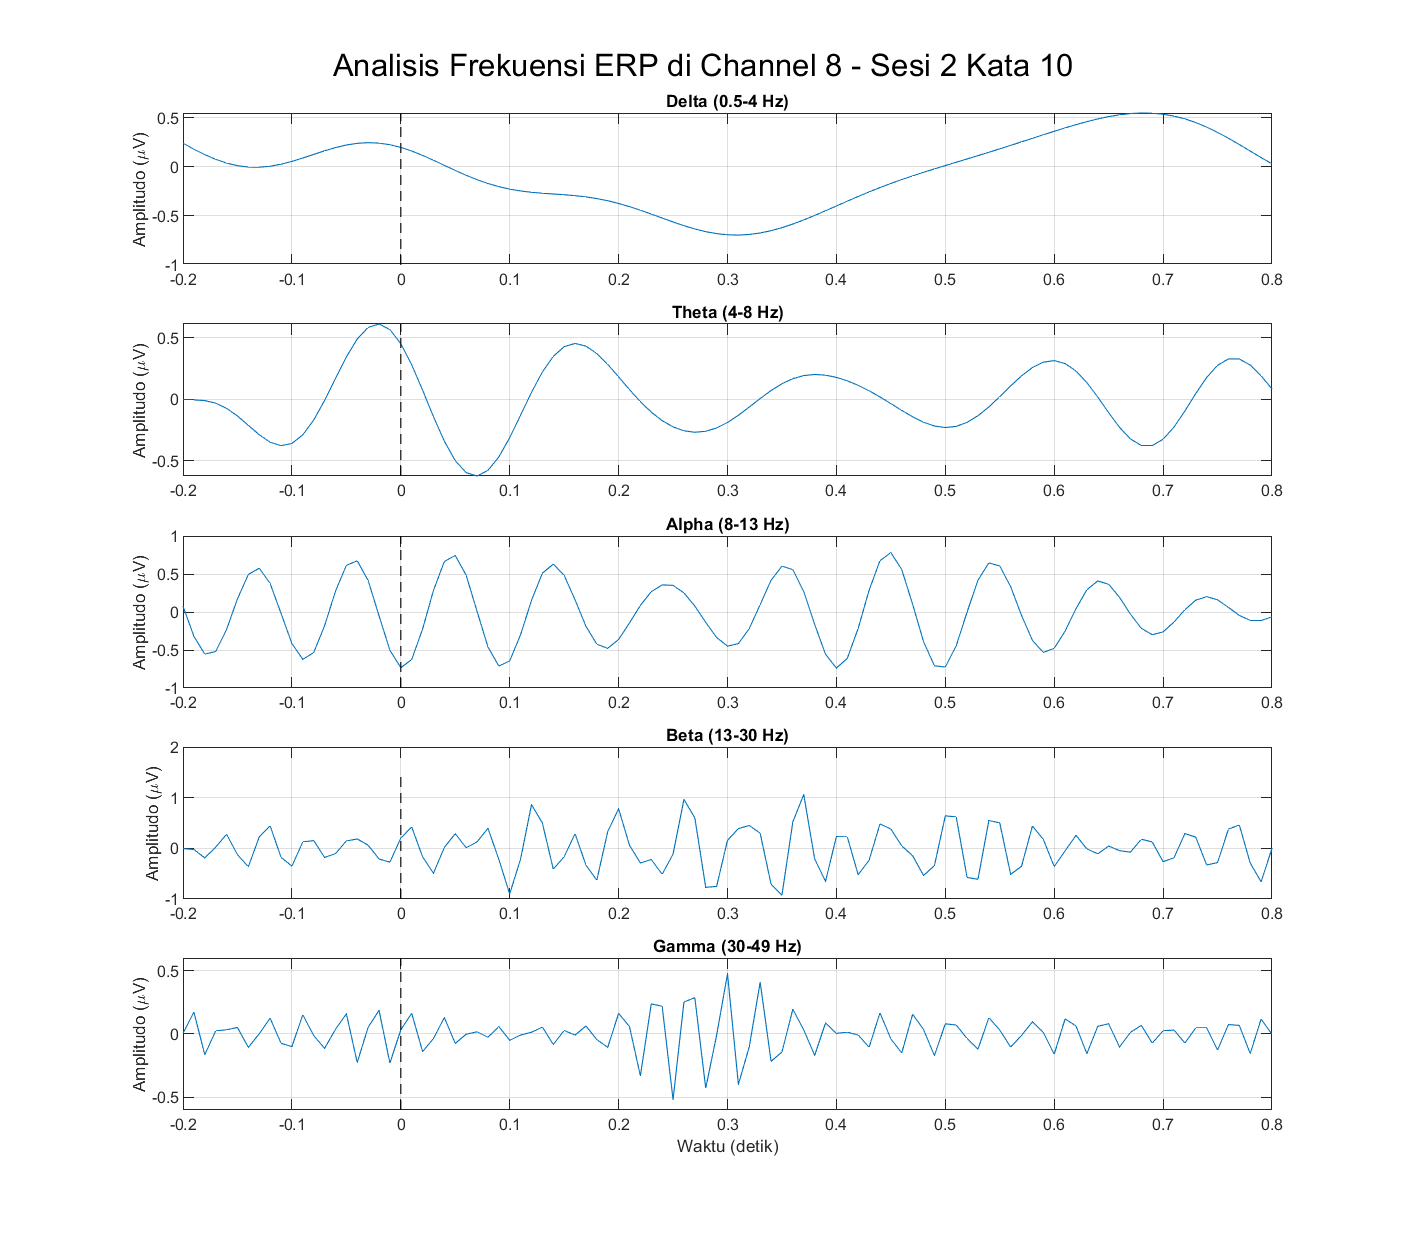 Analisis Frekuensi ERP di Channel 8 - Sesi 2 Kata 10
Delta (0.5-4 Hz)
Amplitudo (μV)
0.5
0
-0.5
-1
-0.2 -0.1 0 0.1 0.2 0.3 0.4 0.5 0.6 0.7 0.8
Theta (4-8 Hz)
Amplitudo (μV)
0.5
0
-0.5
-0.2 -0.1 0 0.1 0.2 0.3 0.4 0.5 0.6 0.7 0.8
Alpha (8-13 Hz)
Amplitudo (μV)
1
0.5
0
-0.5
-1
-0.2 -0.1 0 0.1 0.2 0.3 0.4 0.5 0.6 0.7 0.8
Beta (13-30 Hz)
Amplitudo (μV)
2
1
0
-1
-0.2 -0.1 0 0.1 0.2 0.3 0.4 0.5 0.6 0.7 0.8
Gamma (30-49 Hz)
Amplitudo (μV)
0.5
0
-0.5
-0.2 -0.1 0 0.1 0.2 0.3 0.4 0.5 0.6 0.7 0.8
Waktu (detik)